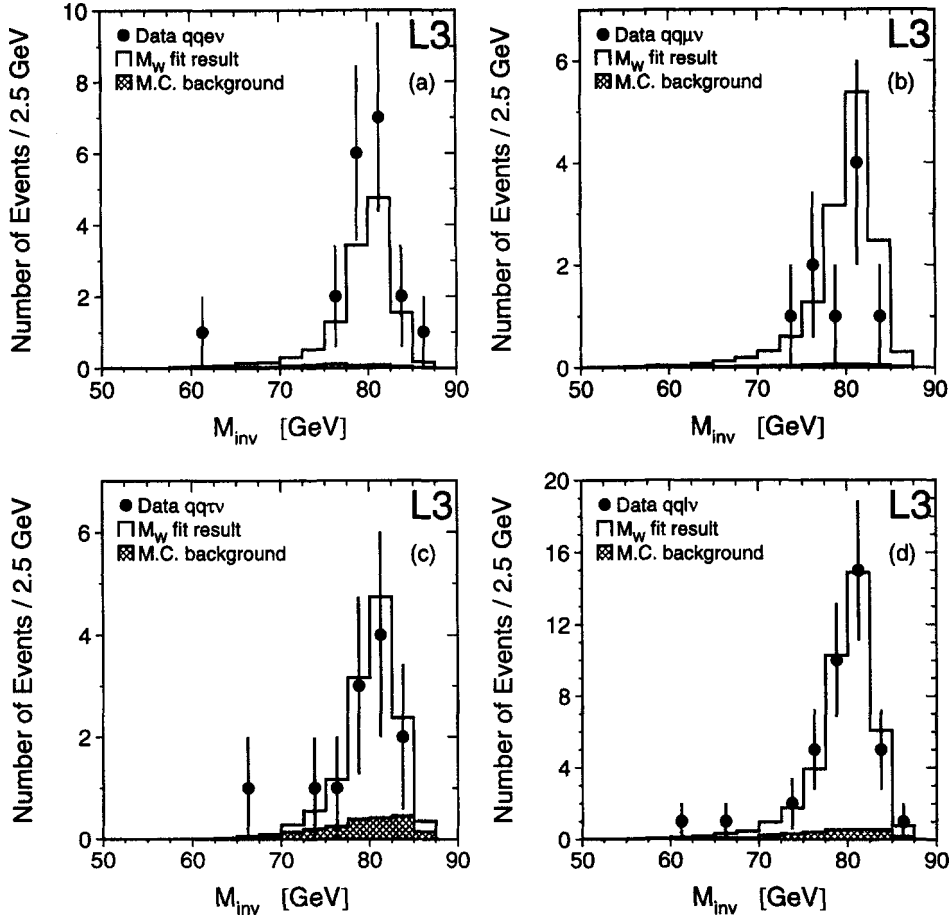 Number of Events / 2.5 GeV
10
8
6
4
2
0
Data qqeν
M_W fit result
M.C. background
L3
(a)
50 60 70 80 90
M_inv [GeV]
Number of Events / 2.5 GeV
6
4
2
0
Data qqμν
M_W fit result
M.C. background
L3
(b)
50 60 70 80 90
M_inv [GeV]
Number of Events / 2.5 GeV
6
4
2
0
Data qqτν
M_W fit result
M.C. background
L3
(c)
50 60 70 80 90
M_inv [GeV]
Number of Events / 2.5 GeV
20
16
12
8
4
0
Data qqlν
M_W fit result
M.C. background
L3
(d)
50 60 70 80 90
M_inv [GeV]